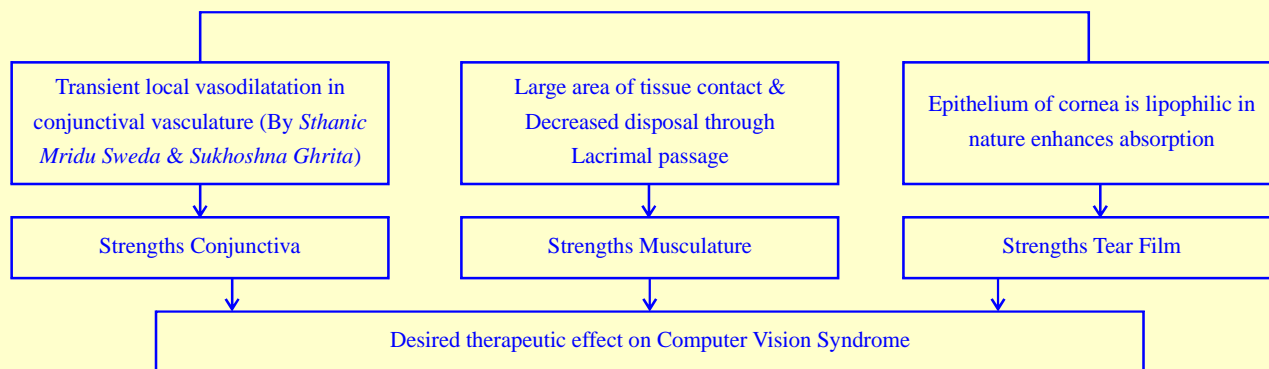 Transient local vasodilatation in
conjunctival vasculature (By Sthanic
Mridu Sweda & Sukhoshna Ghrita)
Large area of tissue contact &
Decreased disposal through
Lacrimal passage
Epithelium of cornea is lipophilic in
nature enhances absorption
Strengths Conjunctiva
Strengths Musculature
Strengths Tear Film
Desired therapeutic effect on Computer Vision Syndrome